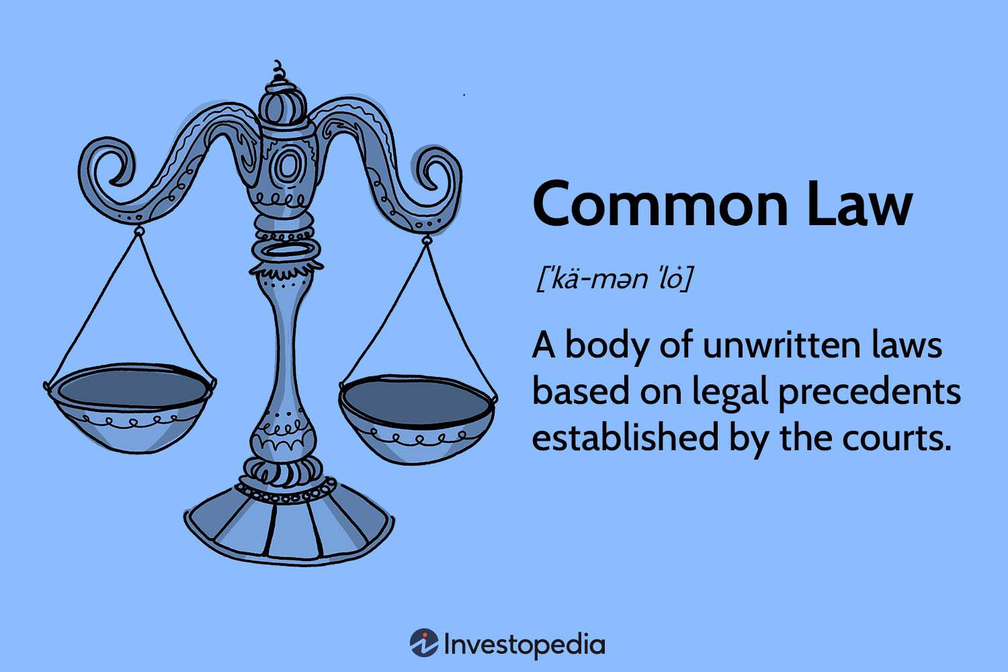 Common Law
[ˈkä-mən ˈlȯ]
A body of unwritten laws
based on legal precedents
established by the courts.
Investopedia